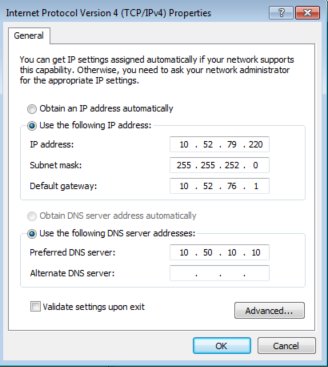 Internet Protocol Version 4 (TCP/IPv4) Properties
General
You can get IP settings assigned automatically if your network supports
this capability. Otherwise, you need to ask your network administrator
for the appropriate IP settings.
Obtain an IP address automatically
Use the following IP address:
IP address: 10 . 52 . 79 . 220
Subnet mask: 255 . 255 . 252 . 0
Default gateway: 10 . 52 . 76 . 1
Obtain DNS server address automatically
Use the following DNS server addresses:
Preferred DNS server: 10 . 50 . 10 . 10
Alternate DNS server: . . .
Validate settings upon exit
Advanced...
OK Cancel